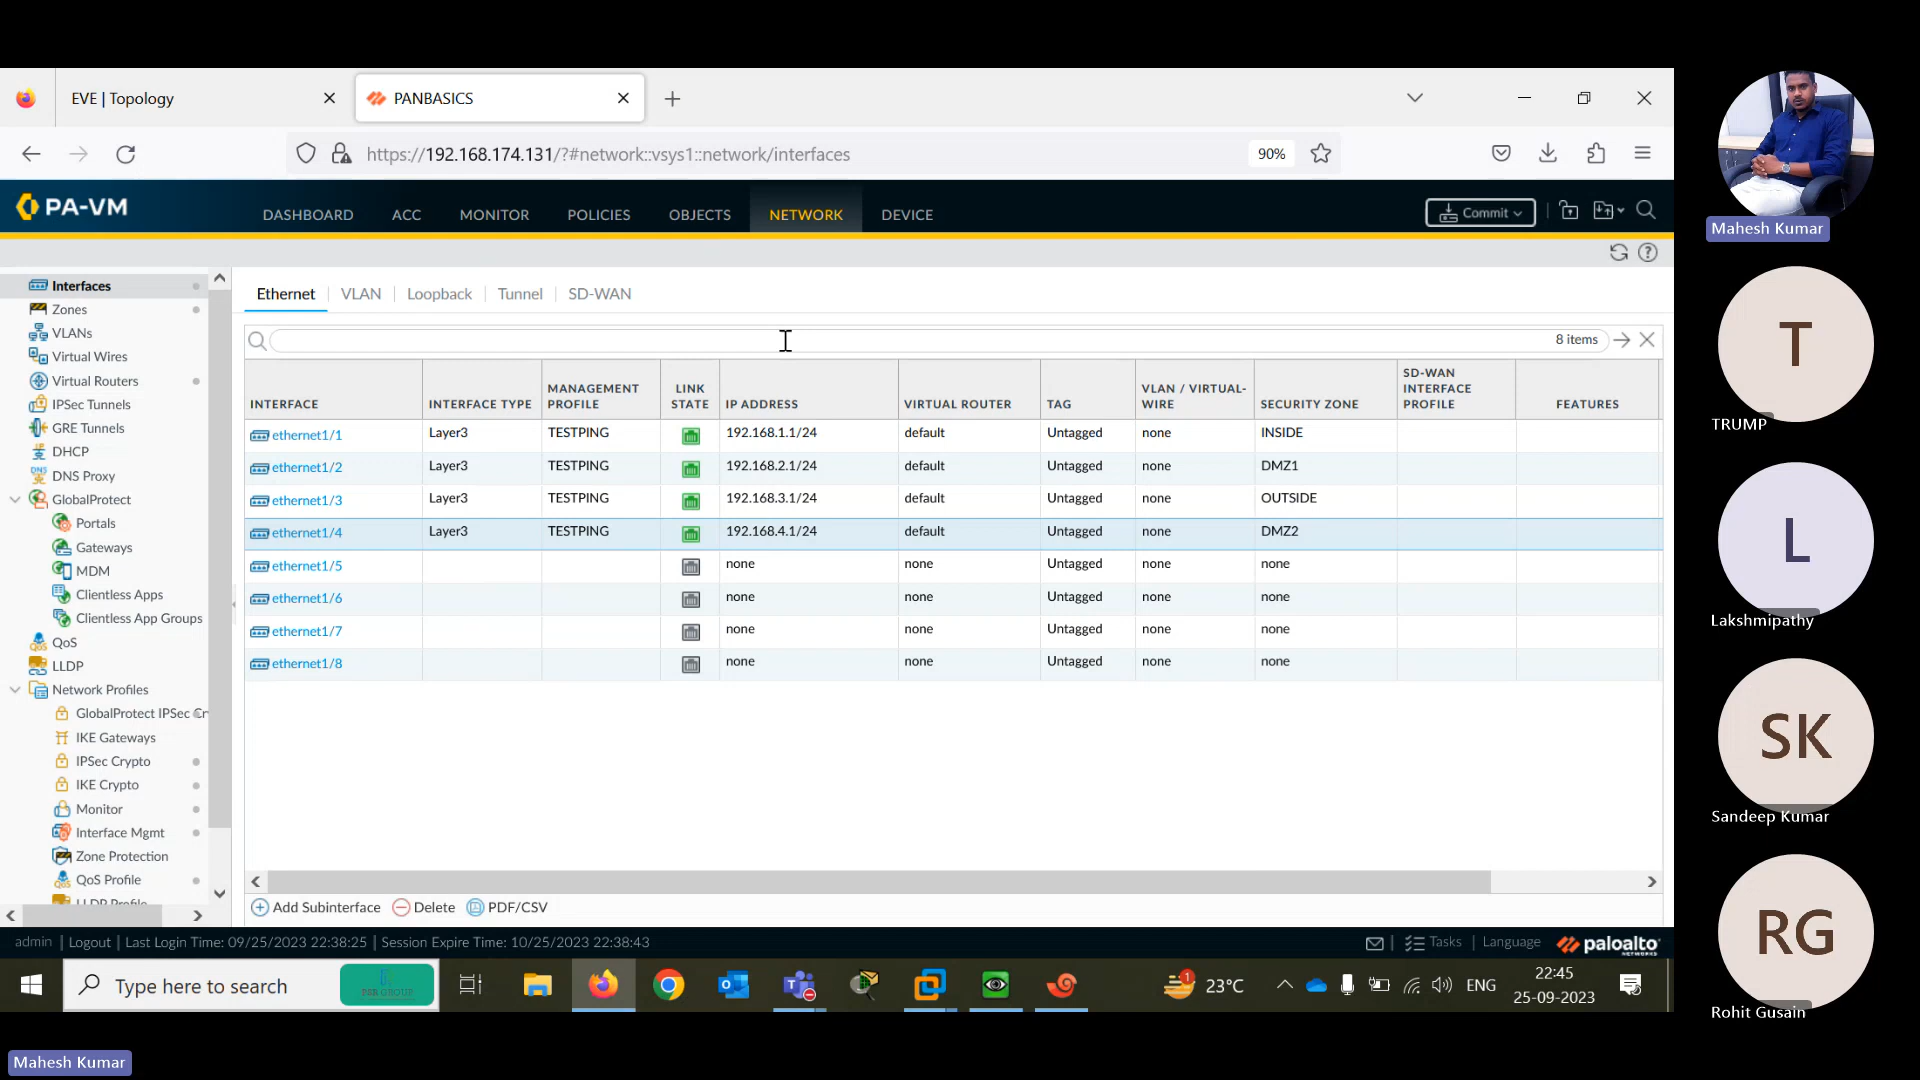 EVE | Topology
PANBASICS
https://192.168.174.131/?#network::vsys1::network/interfaces
90%
PA-VM
DASHBOARD
ACC
MONITOR
POLICIES
OBJECTS
NETWORK
DEVICE
Commit
Interfaces
Zones
VLANs
Virtual Wires
Virtual Routers
IPSec Tunnels
GRE Tunnels
DHCP
DNS Proxy
GlobalProtect
Portals
Gateways
MDM
Clientless Apps
Clientless App Groups
QoS
LLDP
Network Profiles
GlobalProtect IPSec Cr
IKE Gateways
IPSec Crypto
IKE Crypto
Monitor
Interface Mgmt
Zone Protection
QoS Profile
LLDP Profile
Ethernet | VLAN | Loopback | Tunnel | SD-WAN
8 items
INTERFACE
INTERFACE TYPE
MANAGEMENT PROFILE
LINK STATE
IP ADDRESS
VIRTUAL ROUTER
TAG
VLAN / VIRTUAL-WIRE
SECURITY ZONE
SD-WAN INTERFACE PROFILE
FEATURES
ethernet1/1 Layer3 TESTPING 192.168.1.1/24 default Untagged none INSIDE
ethernet1/2 Layer3 TESTPING 192.168.2.1/24 default Untagged none DMZ1
ethernet1/3 Layer3 TESTPING 192.168.3.1/24 default Untagged none OUTSIDE
ethernet1/4 Layer3 TESTPING 192.168.4.1/24 default Untagged none DMZ2
ethernet1/5 none none Untagged none none
ethernet1/6 none none Untagged none none
ethernet1/7 none none Untagged none none
ethernet1/8 none none Untagged none none
Add Subinterface Delete PDF/CSV
admin | Logout | Last Login Time: 09/25/2023 22:38:25 | Session Expire Time: 10/25/2023 22:38:43
Tasks | Language
paloalto
NETWORKS
Type here to search
1
23°C
ENG
22:45
25-09-2023
Mahesh Kumar
T
TRUMP
L
Lakshmipathy
SK
Sandeep Kumar
RG
Rohit Gusain
Mahesh Kumar